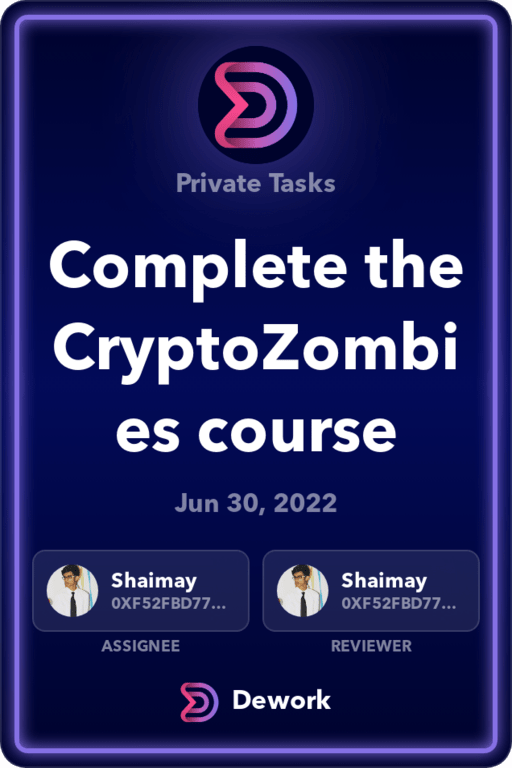 Private Tasks
Complete the
CryptoZombi
es course
Jun 30, 2022
Shaimay
0XF52FBD77...
ASSIGNEE
Shaimay
0XF52FBD77...
REVIEWER
Dework